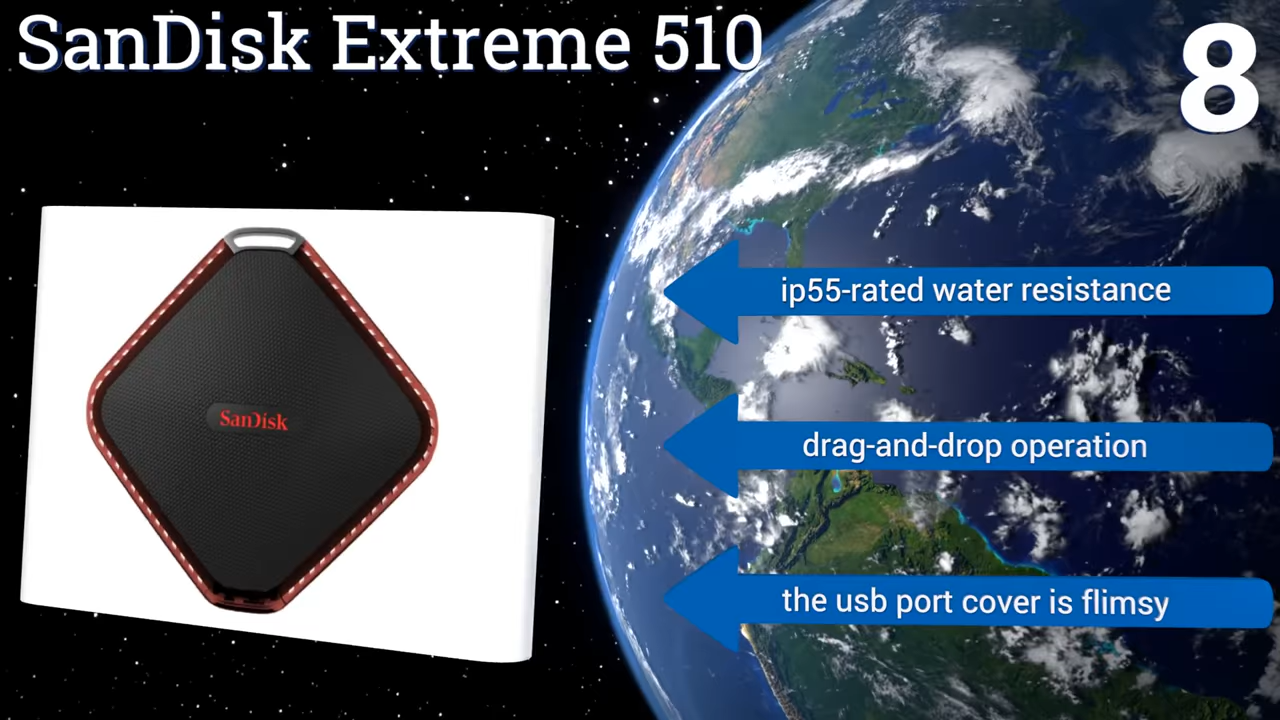 SanDisk Extreme 510
8
SanDisk
ip55-rated water resistance
drag-and-drop operation
the usb port cover is flimsy